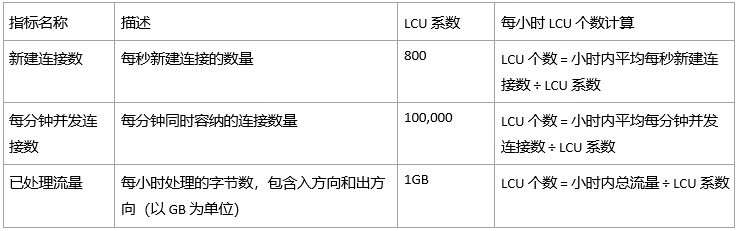 指标名称 描述 LCU 系数 每小时 LCU 个数计算
新建连接数 每秒新建连接的数量 800 LCU 个数 = 小时内平均每秒新建连
接数 ÷ LCU 系数
每分钟并发连 每分钟同时容纳的连接数量 100,000 LCU 个数 = 小时内平均每分钟并发
接数 连接数 ÷ LCU 系数
已处理流量 每小时处理的字节数，包含入方向和出方 1GB LCU 个数 = 小时内总流量 ÷ LCU 系数
向（以 GB 为单位）